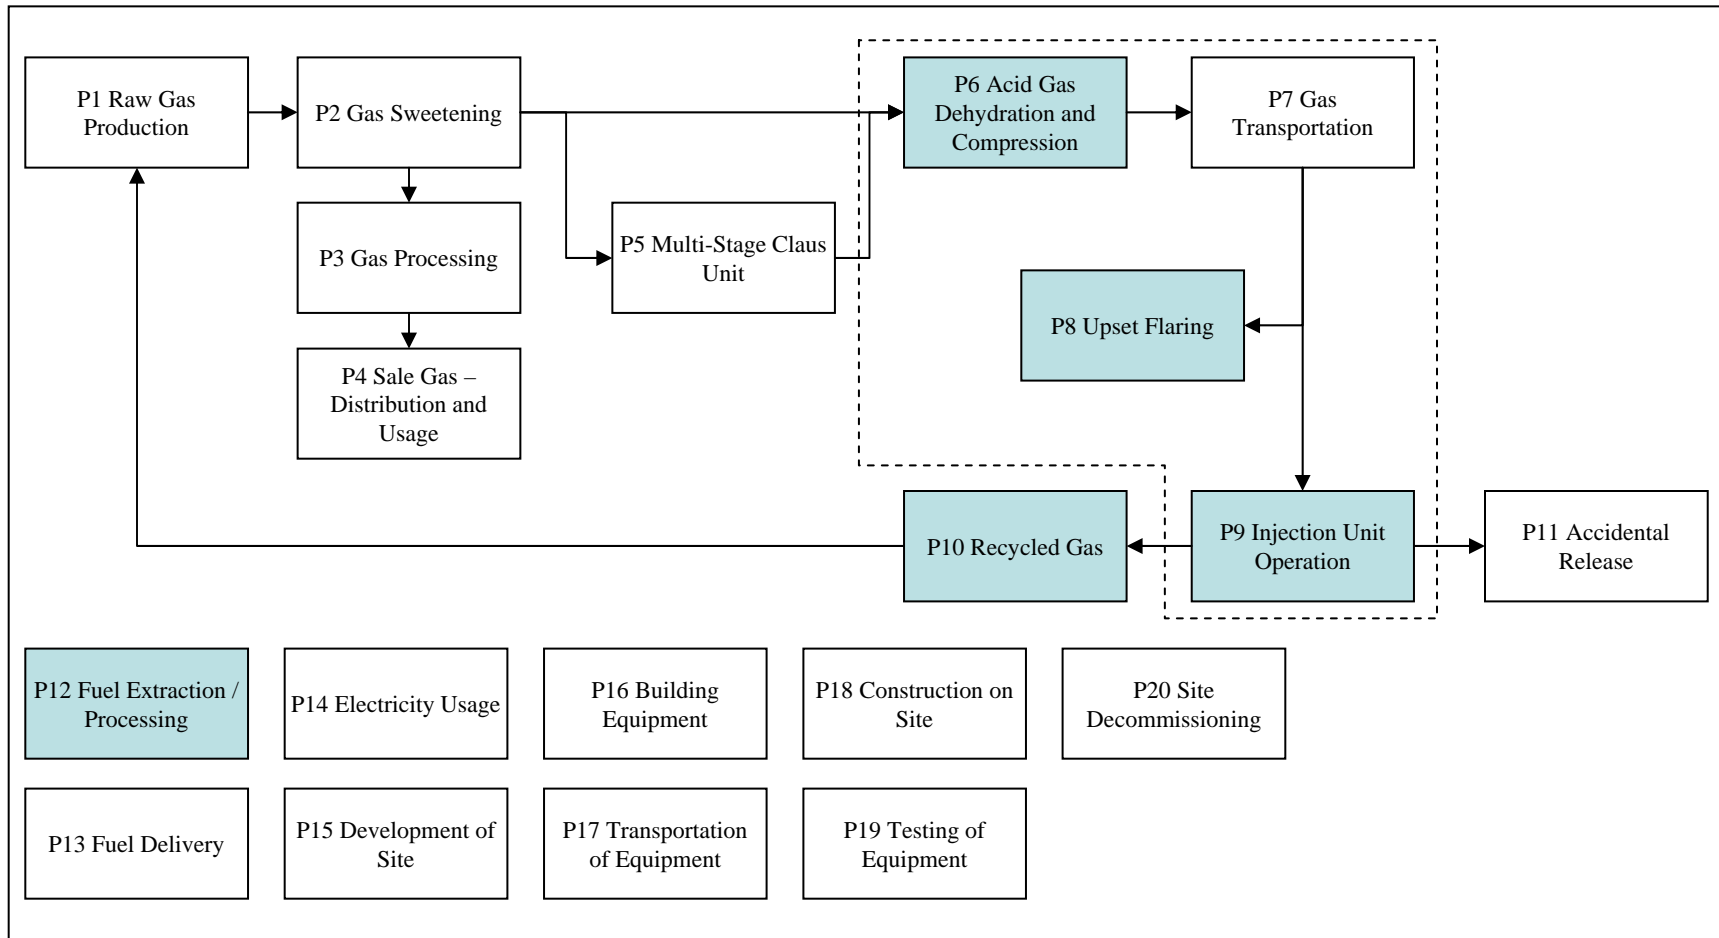 P1 Raw Gas
Production
P2 Gas Sweetening
P6 Acid Gas
Dehydration and
Compression
P7 Gas
Transportation
P3 Gas Processing
P5 Multi-Stage Claus
Unit
P8 Upset Flaring
P4 Sale Gas –
Distribution and
Usage
P10 Recycled Gas
P9 Injection Unit
Operation
P11 Accidental
Release
P12 Fuel Extraction /
Processing
P14 Electricity Usage
P16 Building
Equipment
P18 Construction on
Site
P20 Site
Decommissioning
P13 Fuel Delivery
P15 Development of
Site
P17 Transportation
of Equipment
P19 Testing of
Equipment